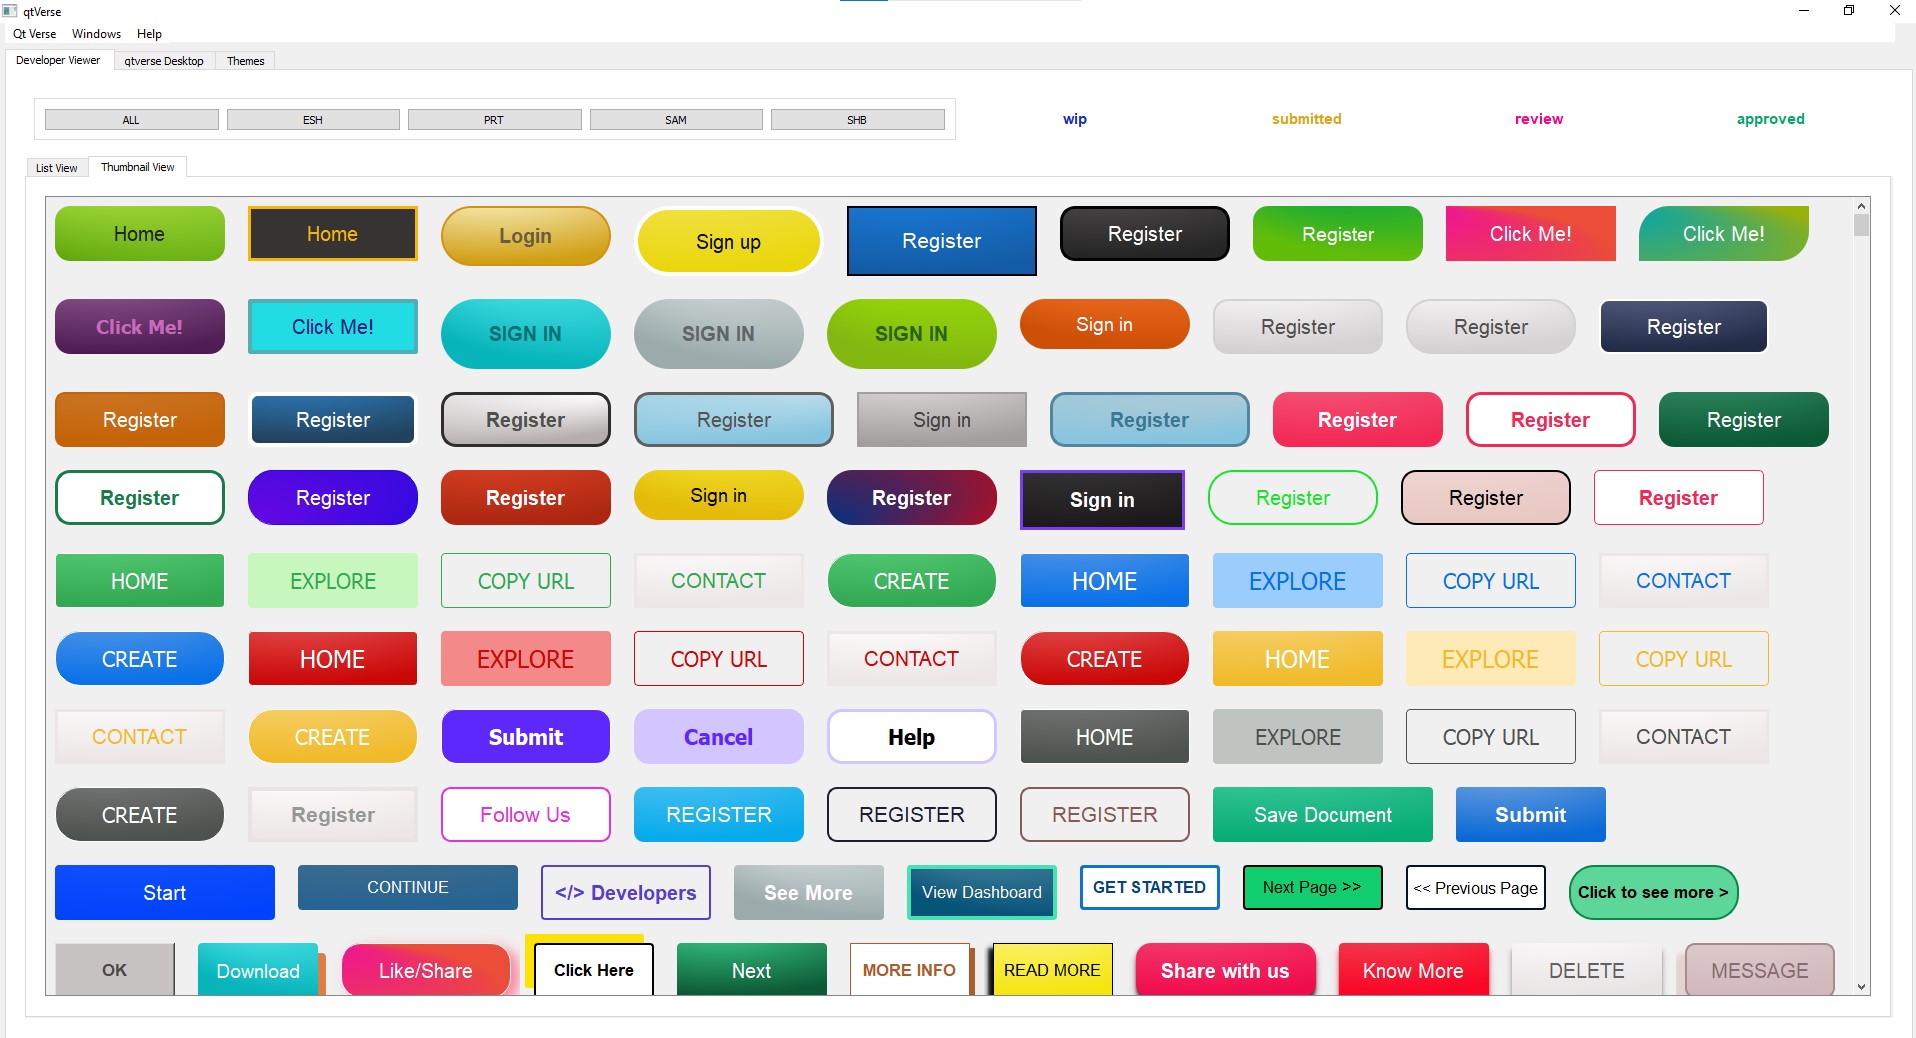 qtVerse
Qt Verse Windows Help
Developer Viewer qtverse Desktop Themes
ALL ESH PRT SAM SHB wip submitted review approved
List View Thumbnail View
Home Home Login Sign up Register Register Register Click Me! Click Me!
Click Me! Click Me! SIGN IN SIGN IN SIGN IN Sign in Register Register Register
Register Register Register Register Sign in Register Register Register Register
Register Register Register Sign in Register Sign in Register Register Register
HOME EXPLORE COPY URL CONTACT CREATE HOME EXPLORE COPY URL CONTACT
CREATE HOME EXPLORE COPY URL CONTACT CREATE HOME EXPLORE COPY URL
CONTACT CREATE Submit Cancel Help HOME EXPLORE COPY URL CONTACT
CREATE Register Follow Us REGISTER REGISTER REGISTER Save Document Submit
Start CONTINUE </> Developers See More View Dashboard GET STARTED Next Page >> << Previous Page Click to see more >
OK Download Like/Share Click Here Next MORE INFO READ MORE Share with us Know More DELETE MESSAGE